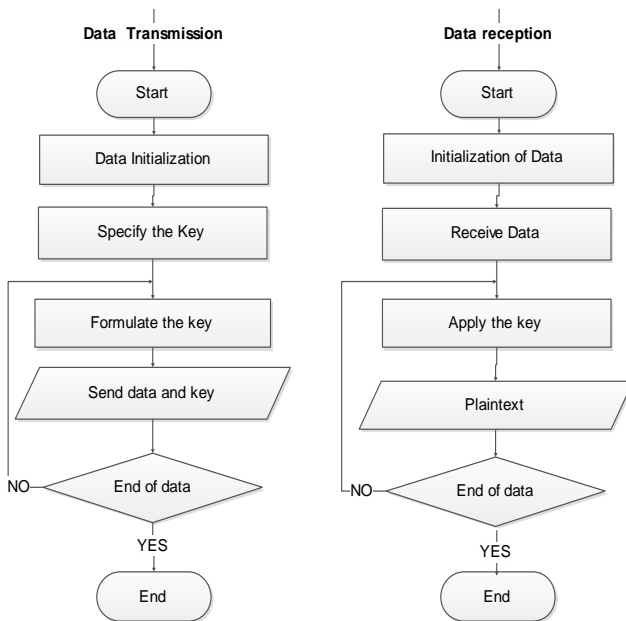 Data Transmission
Start
Data Initialization
Specify the Key
Formulate the key
Send data and key
End of data
NO
YES
End
Data reception
Start
Initialization of Data
Receive Data
Apply the key
Plaintext
End of data
NO
YES
End